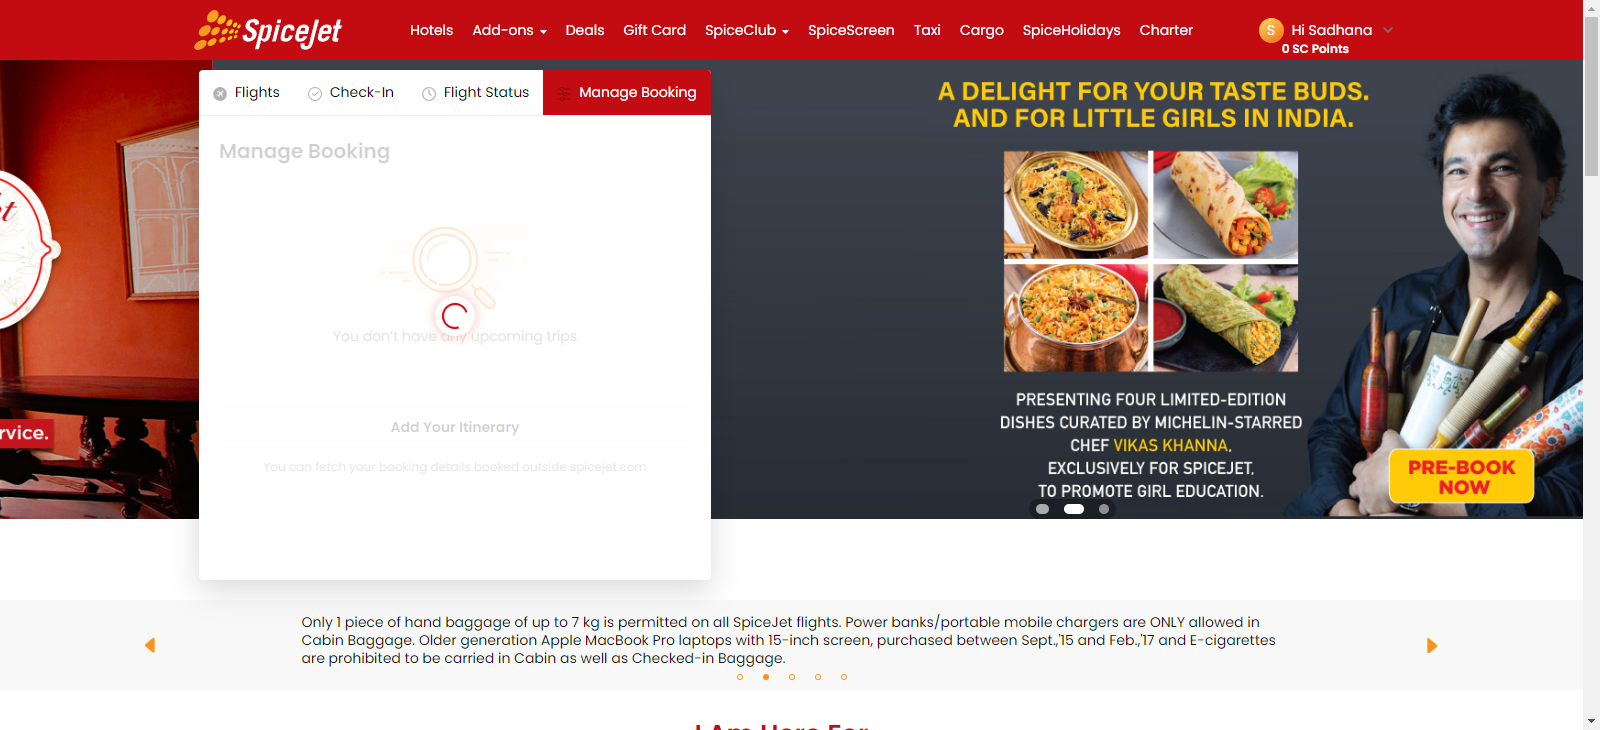 SpiceJet
Hotels
Add-ons
Deals
Gift Card
SpiceClub
SpiceScreen
Taxi
Cargo
SpiceHolidays
Charter
S
Hi Sadhana
0 SC Points
Flights
Check-In
Flight Status
Manage Booking
Manage Booking
You don't have any upcoming trips
Add Your Itinerary
You can fetch your booking details booked outside spicejet.com
rvice.
A DELIGHT FOR YOUR TASTE BUDS.
AND FOR LITTLE GIRLS IN INDIA.
PRESENTING FOUR LIMITED-EDITION
DISHES CURATED BY MICHELIN-STARRED
CHEF VIKAS KHANNA,
EXCLUSIVELY FOR SPICEJET,
TO PROMOTE GIRL EDUCATION.
PRE-BOOK
NOW
Only 1 piece of hand baggage of up to 7 kg is permitted on all SpiceJet flights. Power banks/portable mobile chargers are ONLY allowed in
Cabin Baggage. Older generation Apple MacBook Pro laptops with 15-inch screen, purchased between Sept.,'15 and Feb.,'17 and E-cigarettes
are prohibited to be carried in Cabin as well as Checked-in Baggage.
I Am Here For